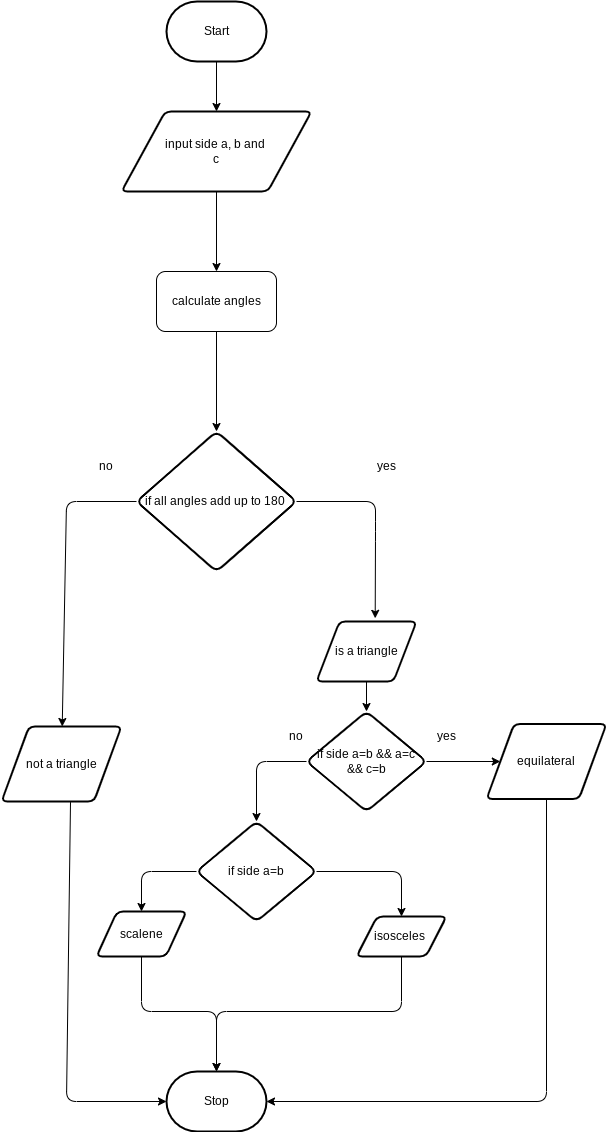 Start
input side a, b and
c
calculate angles
no
yes
if all angles add up to 180
is a triangle
no
yes
if side a=b && a=c
&& c=b
equilateral
not a triangle
if side a=b
scalene
isosceles
Stop